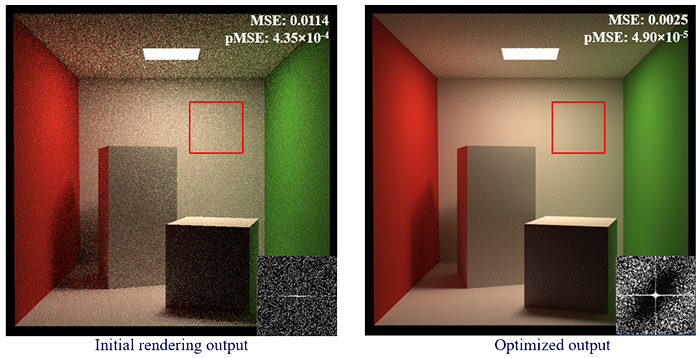 MSE: 0.0114
pMSE: 4.35×10-4
MSE: 0.0025
pMSE: 4.90×10-5
Initial rendering output
Optimized output